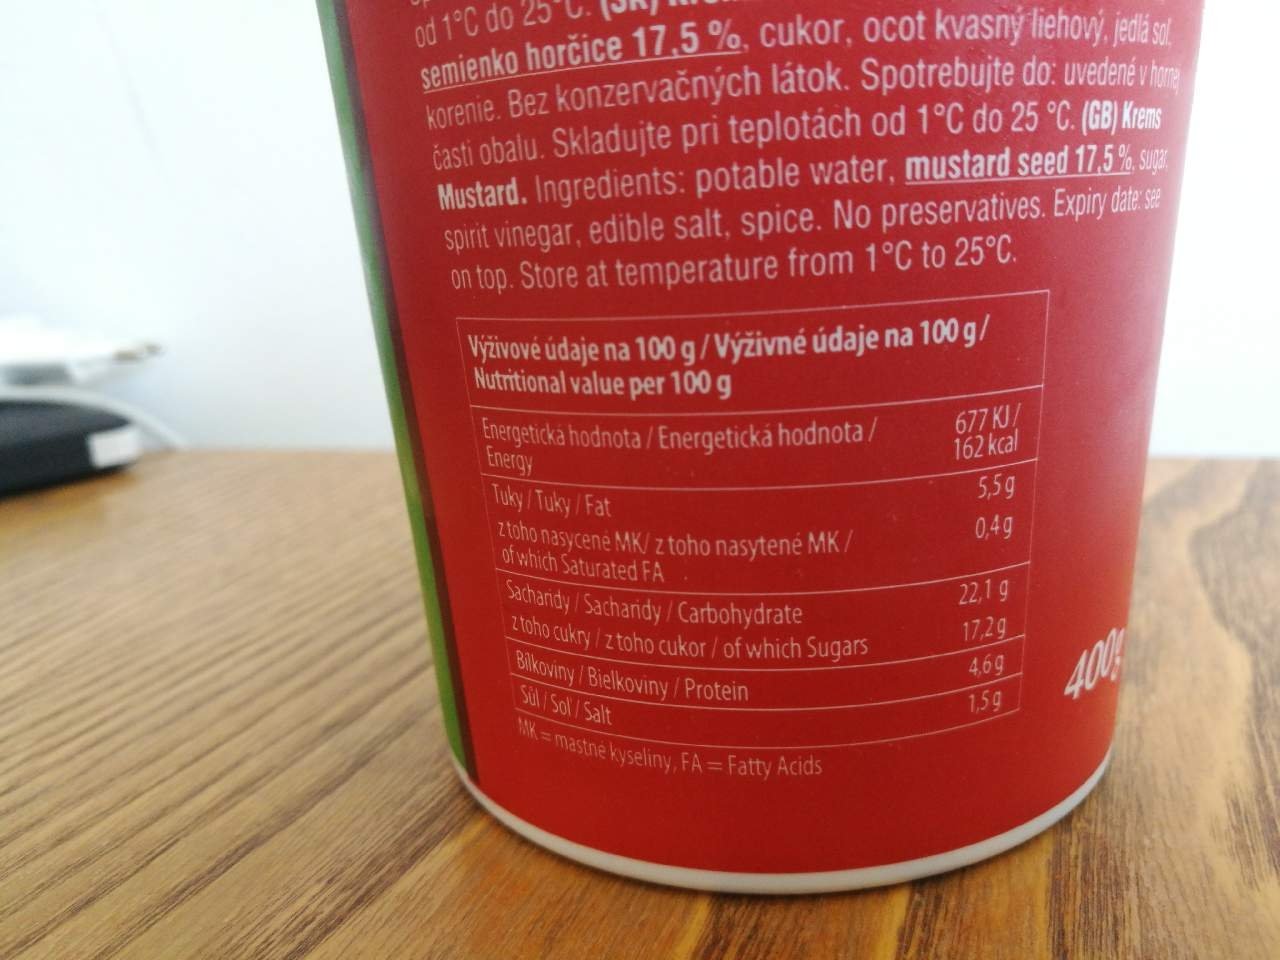 od 1°C do 25°C. (SK)
semienko horčice 17,5 %, cukor, ocot kvasný liehový, jedlá soľ,
korenie. Bez konzervačných látok. Spotrebujte do: uvedené v hornej
časti obalu. Skladujte pri teplotách od 1°C do 25 °C. (GB) Krems
Mustard. Ingredients: potable water, mustard seed 17,5 %, sugar,
spirit vinegar, edible salt, spice. No preservatives. Expiry date: see
on top. Store at temperature from 1°C to 25°C.
Výživové údaje na 100 g / Výživné údaje na 100 g /
Nutritional value per 100 g
Energetická hodnota / Energetická hodnota / 677 KJ /
Energy 162 kcal
Tuky / Tuky / Fat 5,5 g
z toho nasycené MK/ z toho nasytené MK / 0,4 g
of which Saturated FA
Sacharidy / Sacharidy / Carbohydrate 22,1 g
z toho cukry / z toho cukor / of which Sugars 17,2 g
Bílkoviny / Bielkoviny / Protein 4,6 g
Sůl / Soľ / Salt 1,5 g
MK = mastné kyseliny, FA = Fatty Acids
400g